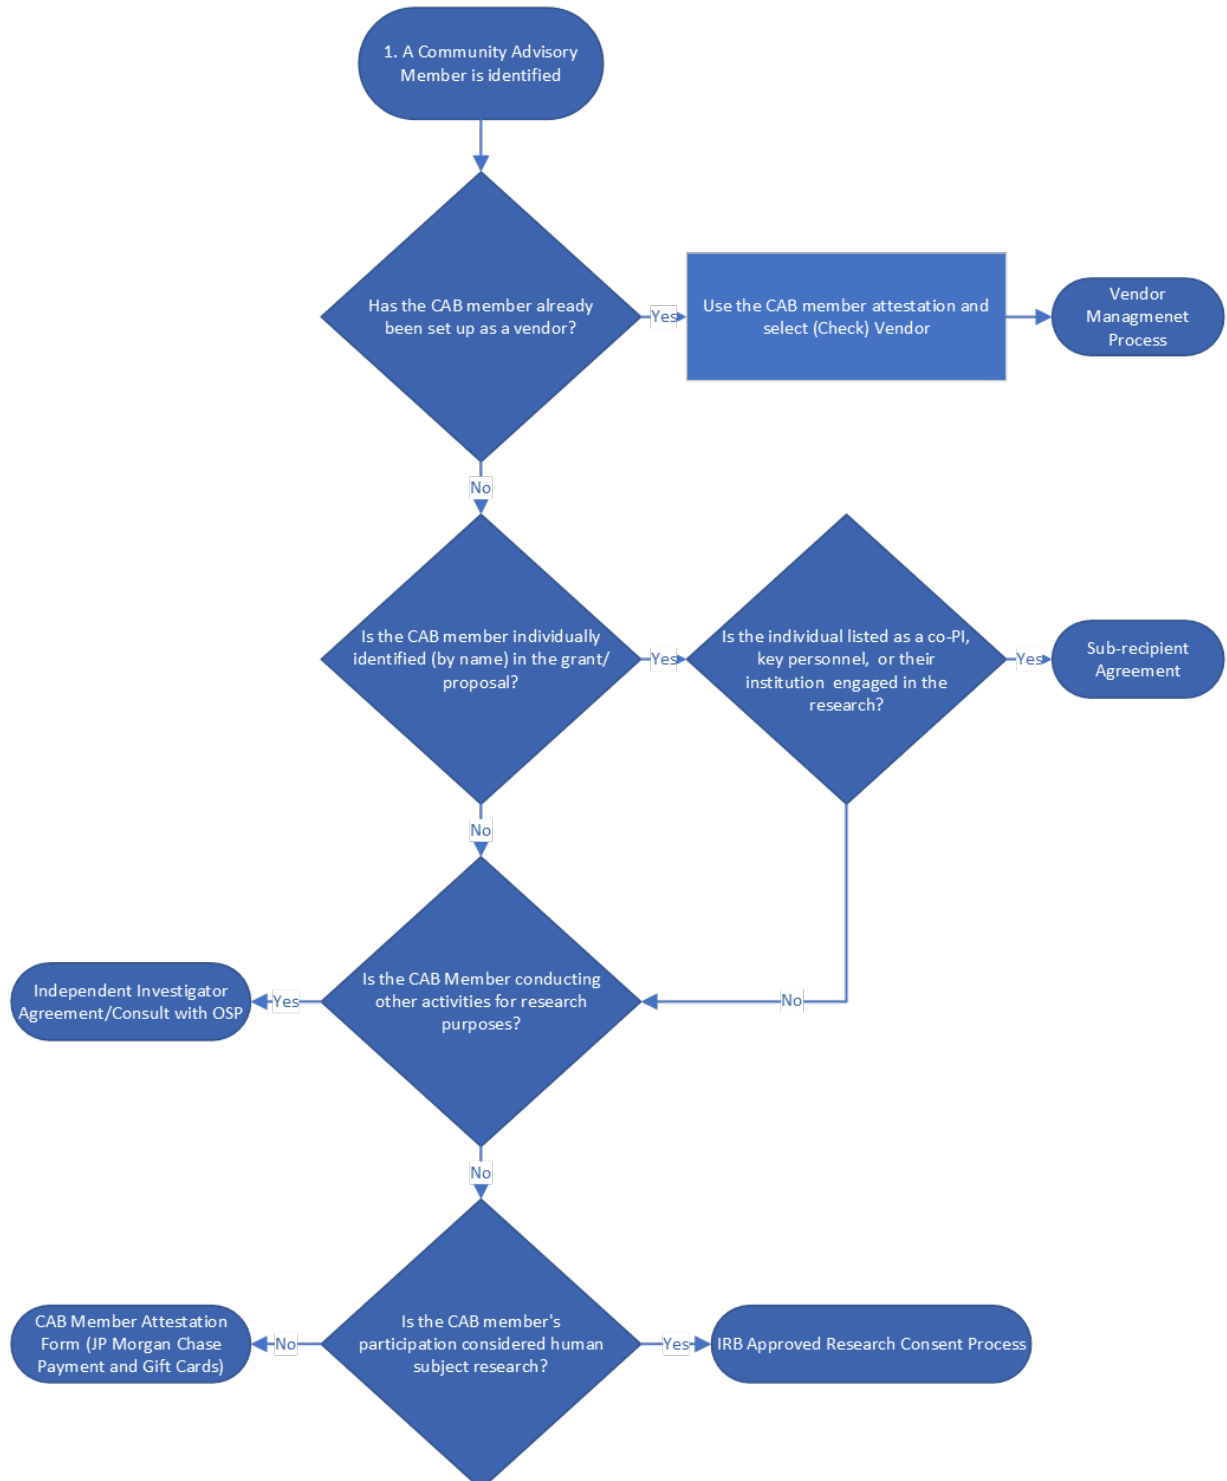 1. A Community Advisory
Member is identified
Has the CAB member already
been set up as a vendor?
Yes
Use the CAB member attestation and
select (Check) Vendor
Vendor
Managmenet
Process
No
Is the CAB member individually
identified (by name) in the grant/
proposal?
Yes
Is the individual listed as a co-PI,
key personnel, or their
institution engaged in the
research?
Yes
Sub-recipient
Agreement
No
No
Is the CAB Member conducting
other activities for research
purposes?
Yes
Independent Investigator
Agreement/Consult with OSP
No
Is the CAB member's
participation considered human
subject research?
No
CAB Member Attestation
Form (JP Morgan Chase
Payment and Gift Cards)
Yes
IRB Approved Research Consent Process